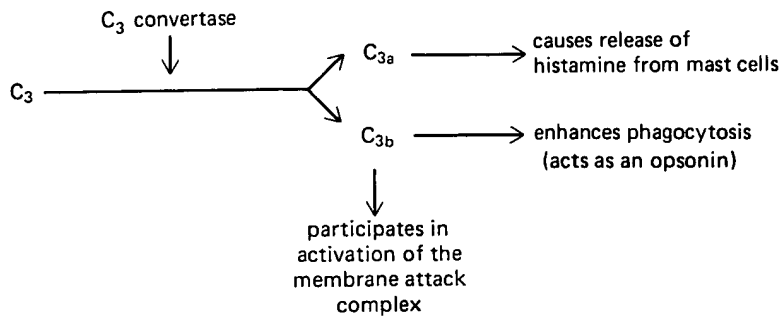 C3 convertase
C3
C3a
causes release of
histamine from mast cells
C3b
enhances phagocytosis
(acts as an opsonin)
participates in
activation of the
membrane attack
complex